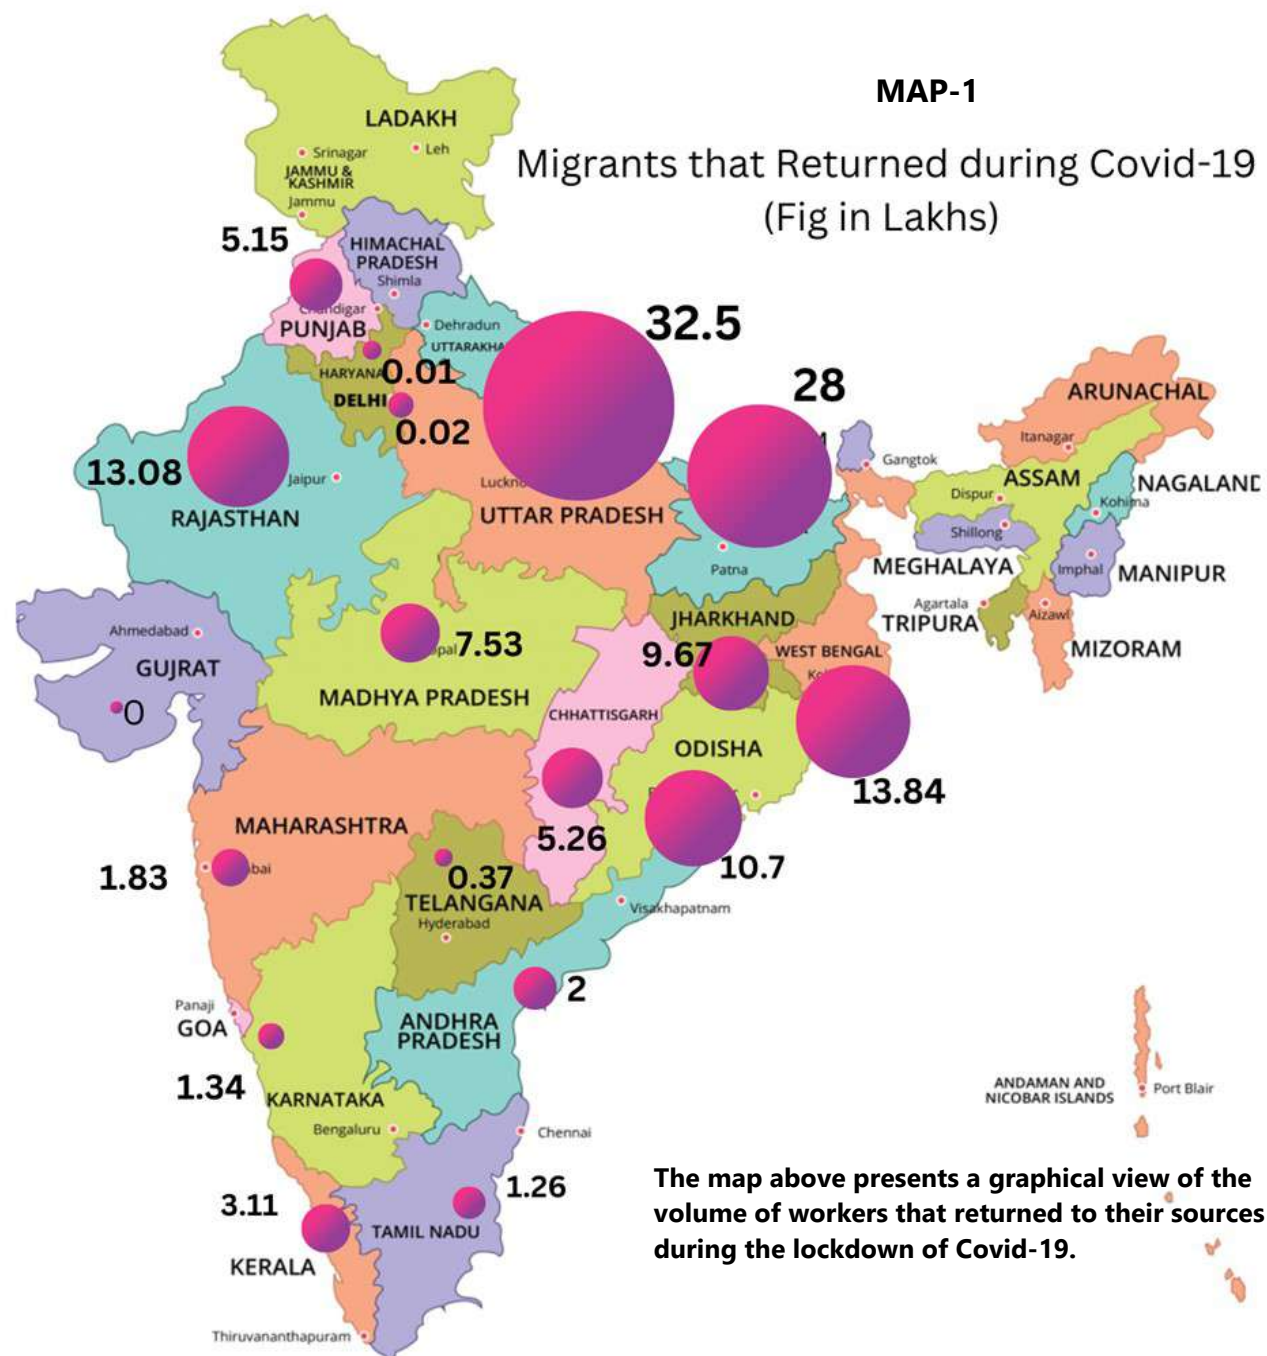 MAP-1
Migrants that Returned during Covid-19
(Fig in Lakhs)
LADAKH
Srinagar
Leh
JAMMU &
KASHMIR
Jammu
5.15
HIMACHAL
PRADESH
Shimla
PUNJAB
Dehradun
32.5
HARYANA
0.01
DELHI
0.02
28
ARUNACHAL
Itanagar
Gangtok
ASSAM
NAGALAND
Dispur
Kohima
13.08
Jaipur
RAJASTHAN
UTTAR PRADESH
Shillong
Patna
MEGHALAYA
Imphal
MANIPUR
Agartala
TRIPURA
Aizawl
MIZORAM
JHARKHAND
9.67
WEST BENGAL
Ahmedabad
GUJRAT
0
7.53
MADHYA PRADESH
CHHATTISGARH
ODISHA
13.84
MAHARASHTRA
5.26
10.7
1.83
0.37
TELANGANA
Hyderabad
Visakhapatnam
2
Panaji
GOA
ANDHRA
PRADESH
1.34
KARNATAKA
Bengaluru
Chennai
ANDAMAN AND
NICOBAR ISLANDS
Port Blair
3.11
1.26
TAMIL NADU
KERALA
Thiruvananthapuram
The map above presents a graphical view of the
volume of workers that returned to their sources
during the lockdown of Covid-19.